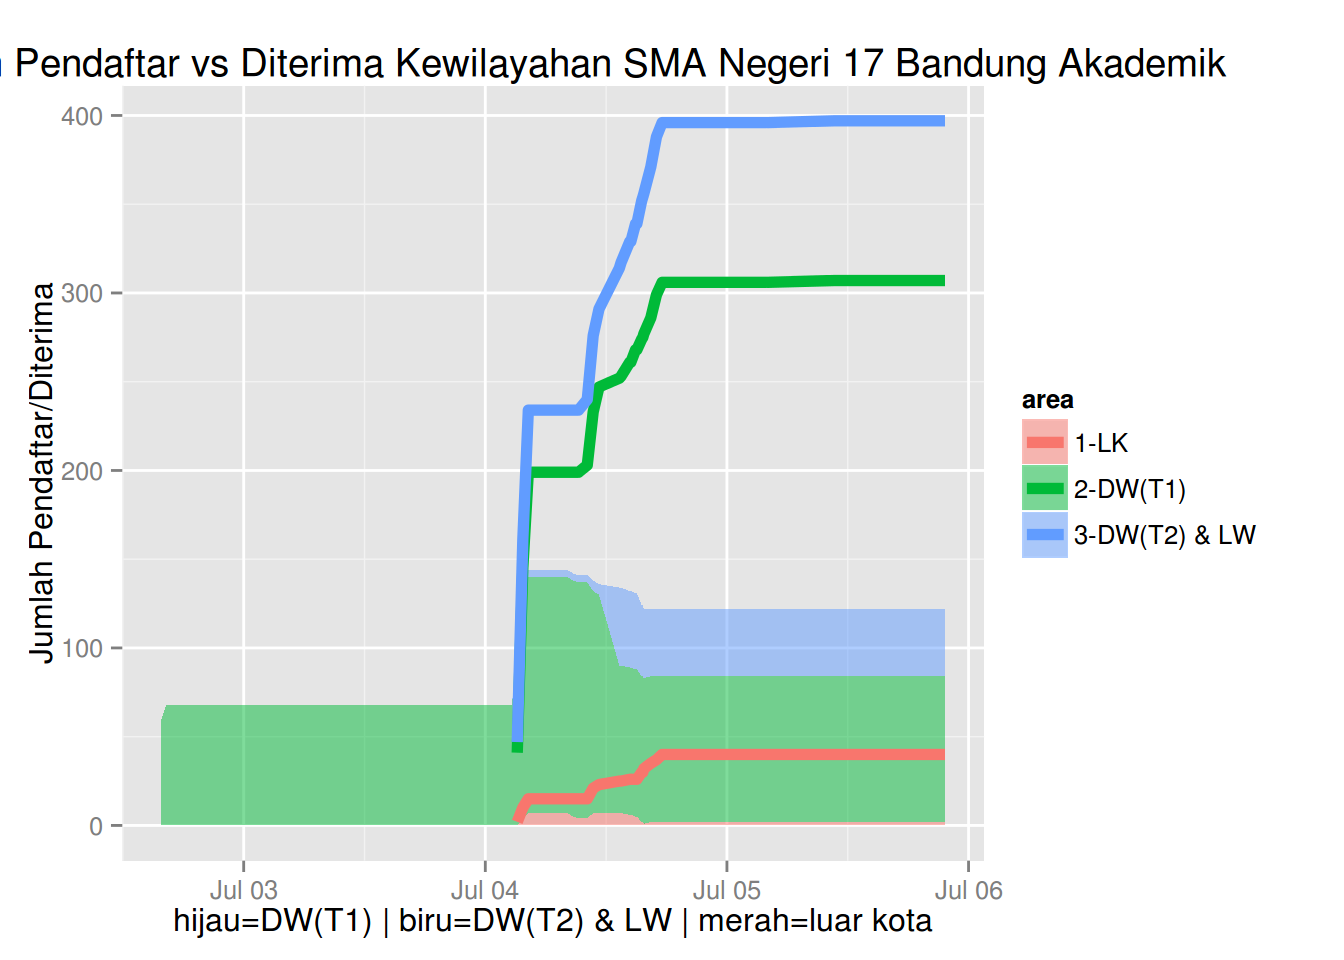 Pendaftar vs Diterima Kewilayahan SMA Negeri 17 Bandung Akademik
400
300
200
100
0
Jumlah Pendaftar/Diterima
Jul 03
Jul 04
Jul 05
Jul 06
hijau=DW(T1) | biru=DW(T2) & LW | merah=luar kota
area
1-LK
2-DW(T1)
3-DW(T2) & LW